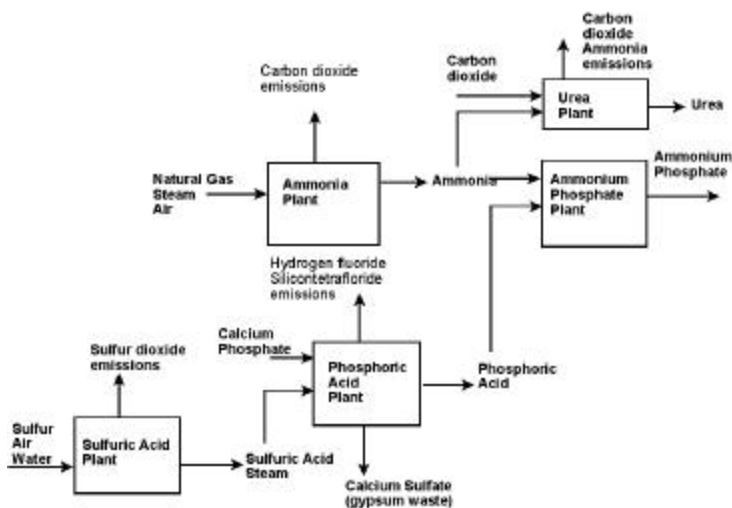 Carbon
dioxide
Ammonia
emissions
Carbon dioxide
emissions
Carbon
dioxide
Urea
Plant
Urea
Natural Gas
Steam
Air
Ammonia
Plant
Ammonia
Ammonium
Phosphate
Plant
Ammonium
Phosphate
Hydrogen fluoride
Silicontetrafloride
emissions
Calcium
Phosphate
Phosphoric
Acid
Plant
Phosphoric
Acid
Sulfur dioxide
emissions
Sulfur
Air
Water
Sulfuric Acid
Plant
Sulfuric Acid
Steam
Calcium Sulfate
(gypsum waste)